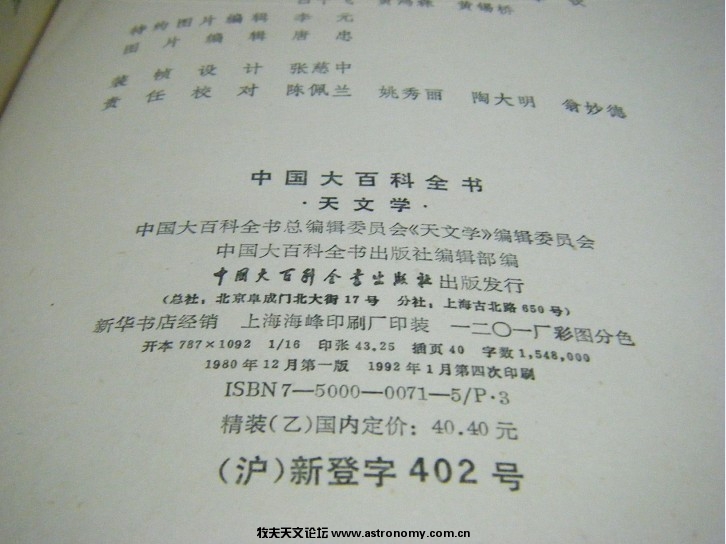 特约图片编辑 李 元
图片编辑 唐 忠
装帧设计 张慈中
责任校对 陈佩兰 姚秀丽 陶大明 翁妙德
中国大百科全书
·天文学·
中国大百科全书总编辑委员会《天文学》编辑委员会
中国大百科全书出版社编辑部编
中国大百科全书出版社出版发行
(总社：北京阜成门北大街17号 分社：上海古北路650号)
新华书店经销 上海海峰印刷厂印装 一二〇一厂彩图分色
开本787×1092 1/16 印张43.25 插页40 字数1,548,000
1980年12月第一版 1992年1月第四次印刷
ISBN7—5000—0071—5/P·3
精装(乙)国内定价：40.40元
(沪)新登字402号
牧夫天文论坛 www.astronomy.com.cn